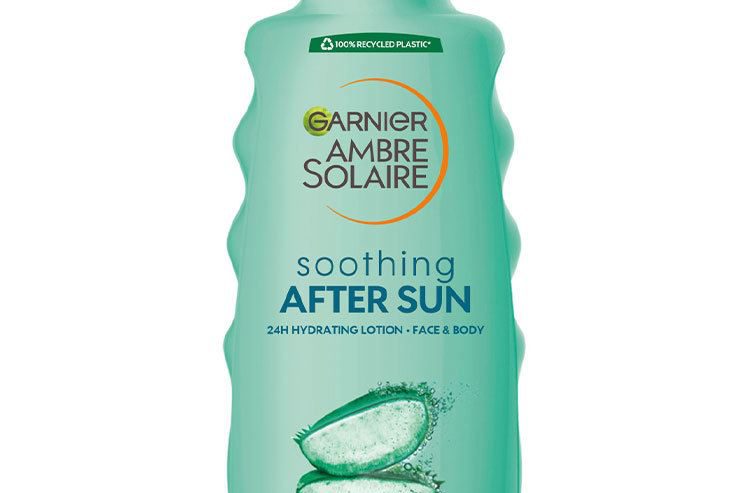 100% RECYCLED PLASTIC*
GARNIER
AMBRE
SOLAIRE
soothing
AFTER SUN
24H HYDRATING LOTION • FACE & BODY